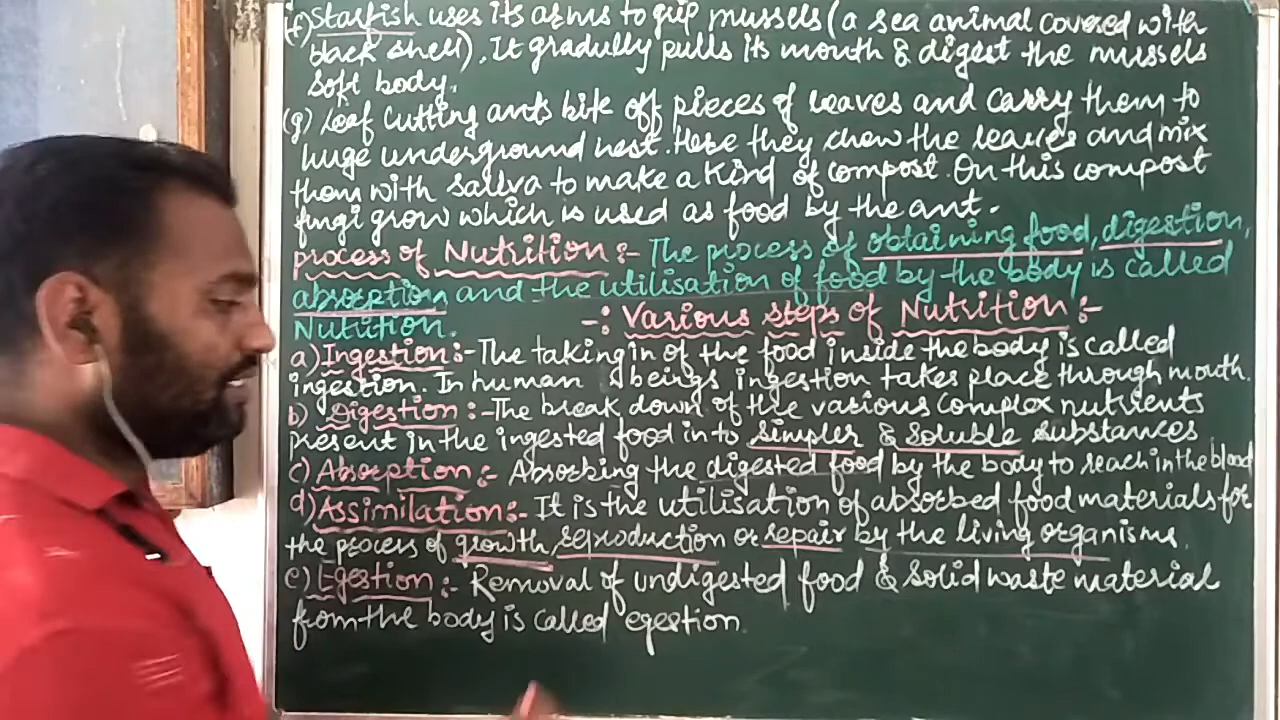 (f) Starfish uses its arms to grip mussels (a sea animal covered with
black shell). It gradully pulls its mouth & digest the mussels
soft body.
(g) Leaf cutting ants bite off pieces of leaves and carry them to
huge underground nest. Here they chew the leaves and mix
them with saliva to make a kind of compost. On this compost
fungi grow which is used as food by the ant.
process of Nutrition :- The process of obtaining food, digestion,
absorption and the utilisation of food by the body is called
Nutrition. -: Various steps of Nutrition :-
a) Ingestion :- The taking in of the food inside the body is called
ingestion. In human beings ingestion takes place through mouth.
b) Digestion :- The break down of the various complex nutrients
present in the ingested food in to simpler & soluble substances
c) Absorption :- Absorbing the digested food by the body to reach in the blood
d) Assimilation :- It is the utilisation of absorbed food materials for
the process of growth, reproduction or repair by the living organisms.
e) Egestion :- Removal of undigested food & solid waste material
from the body is called egestion.